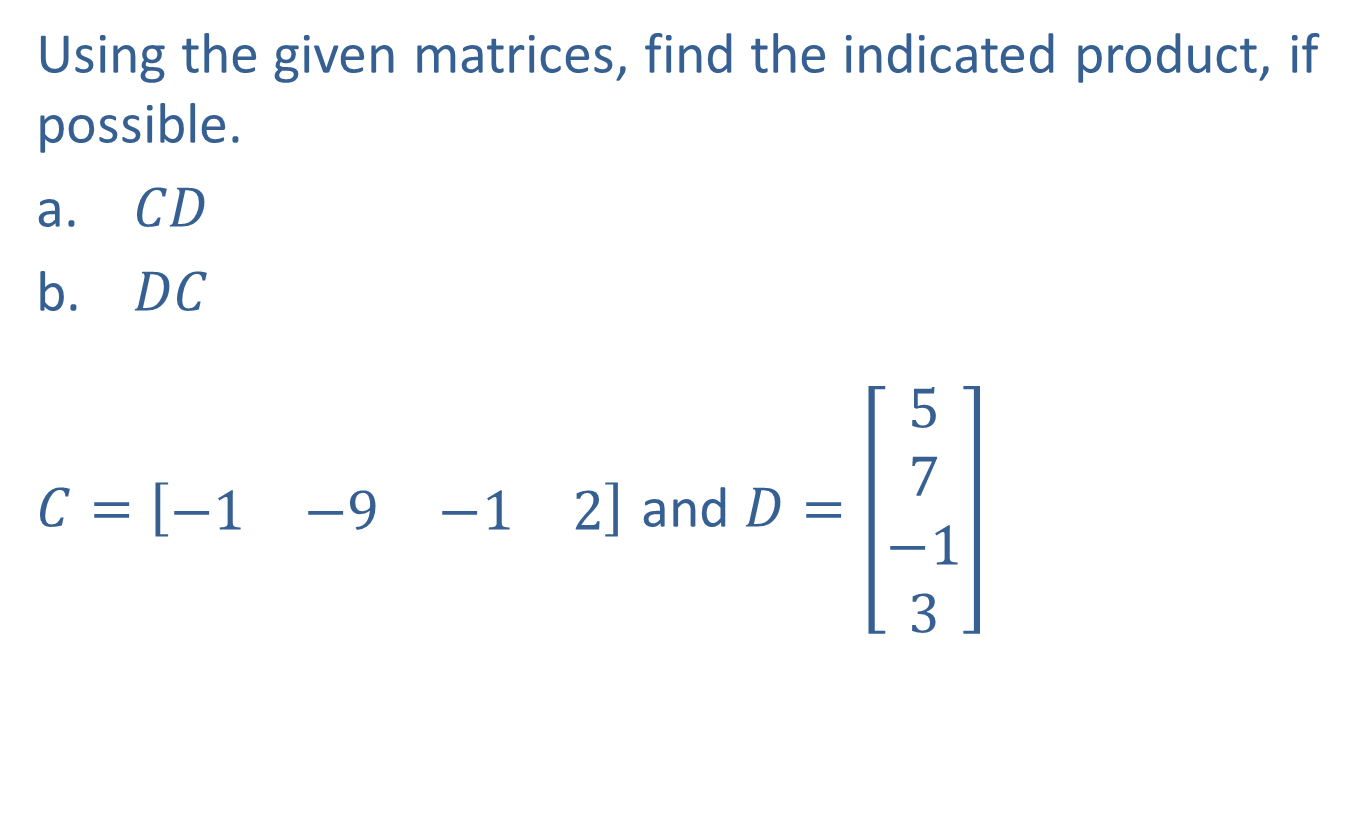 Using the given matrices, find the indicated product, if
possible.
a. CD
b. DC
C = [−1 −9 −1 2] and D = [5 7 −1 3]